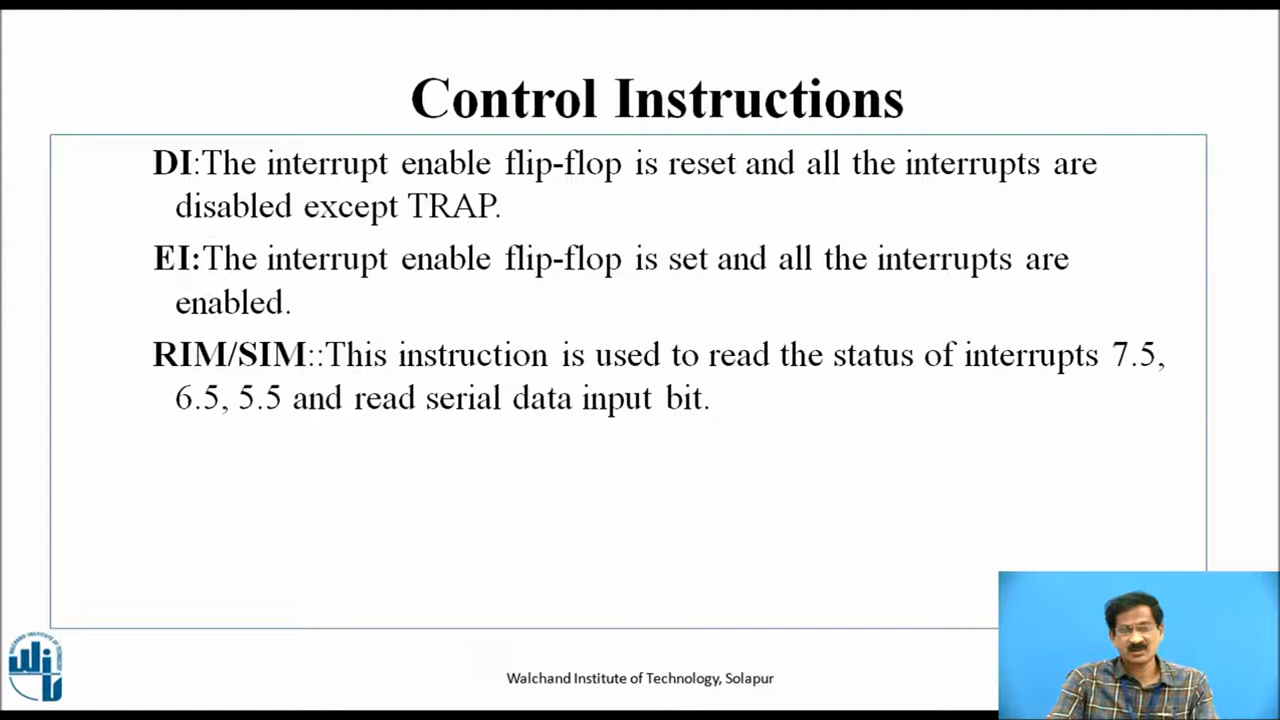 Control Instructions
DI:The interrupt enable flip-flop is reset and all the interrupts are
disabled except TRAP.
EI:The interrupt enable flip-flop is set and all the interrupts are
enabled.
RIM/SIM::This instruction is used to read the status of interrupts 7.5,
6.5, 5.5 and read serial data input bit.
Walchand Institute of Technology, Solapur